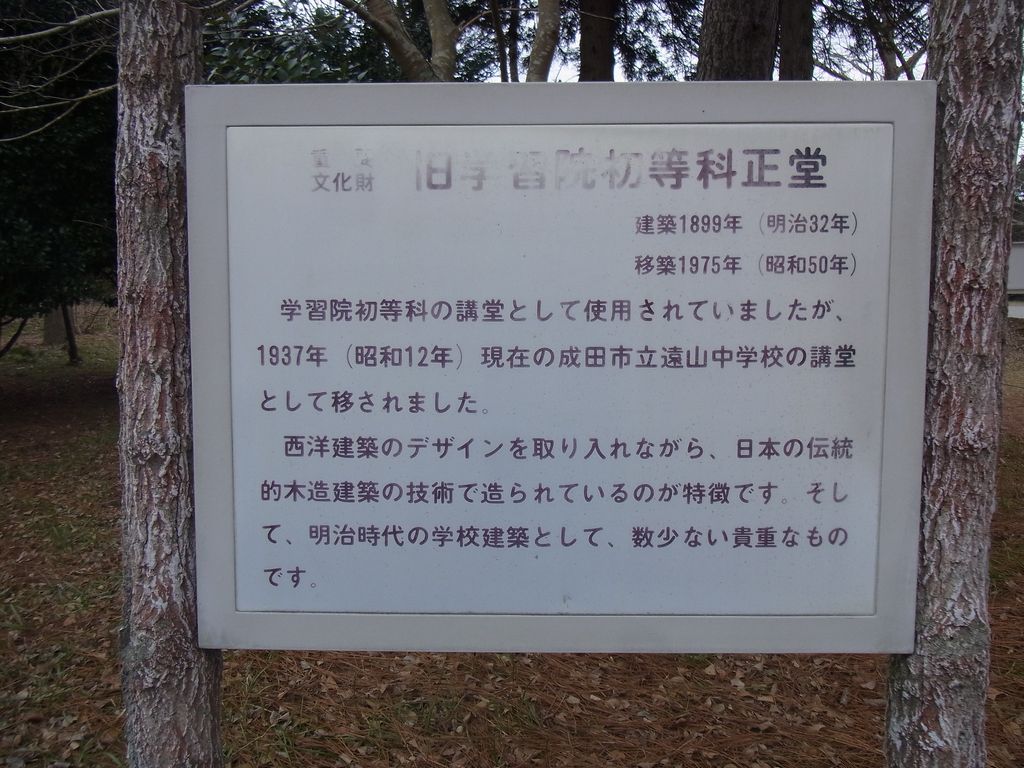 重要
文化財 旧学習院初等科正堂
建築1899年（明治32年）
移築1975年（昭和50年）
学習院初等科の講堂として使用されていましたが、
1937年（昭和12年）現在の成田市立遠山中学校の講堂
として移されました。
西洋建築のデザインを取り入れながら、日本の伝統
的木造建築の技術で造られているのが特徴です。そし
て、明治時代の学校建築として、数少ない貴重なもの
です。